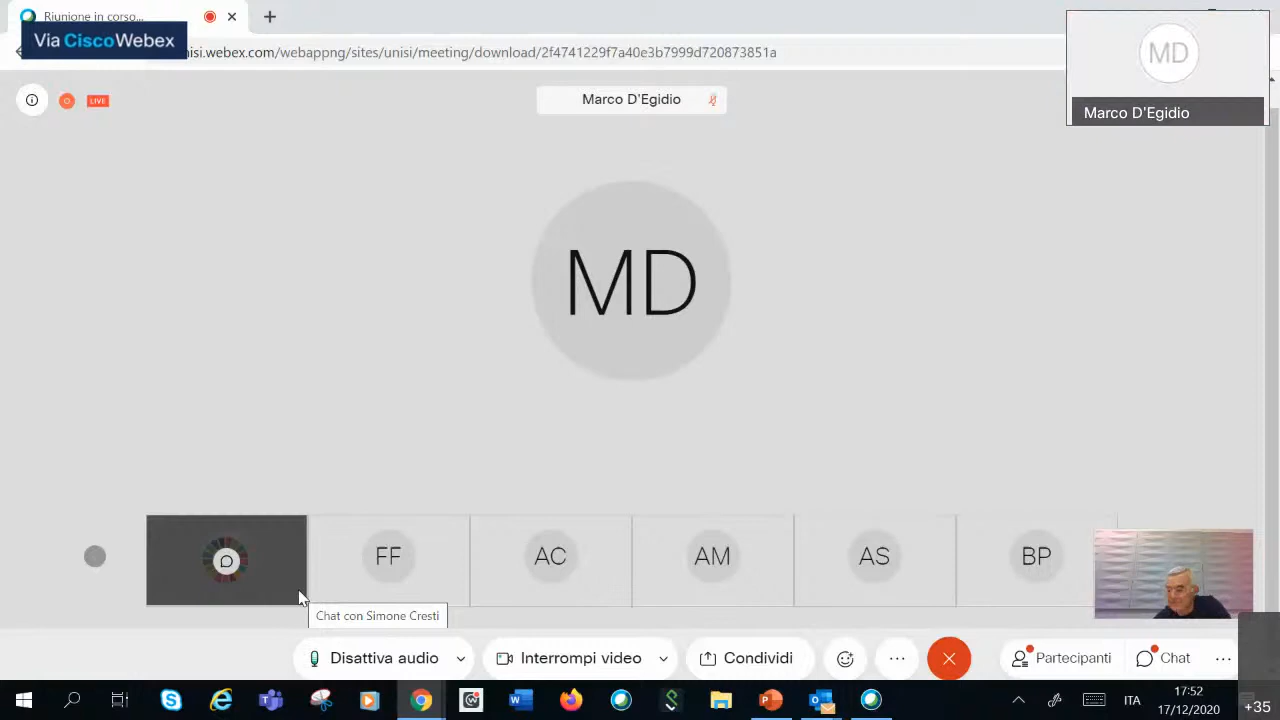 Riunione in corso...
Via CiscoWebex
isi.webex.com/webappng/sites/unisi/meeting/download/2f4741229f7a40e3b7999d720873851a
MD
Marco D'Egidio
LIVE
Marco D'Egidio
MD
FF
AC
AM
AS
BP
Chat con Simone Cresti
Disattiva audio
Interrompi video
Condividi
Partecipanti
Chat
ITA
17:52
17/12/2020
+35